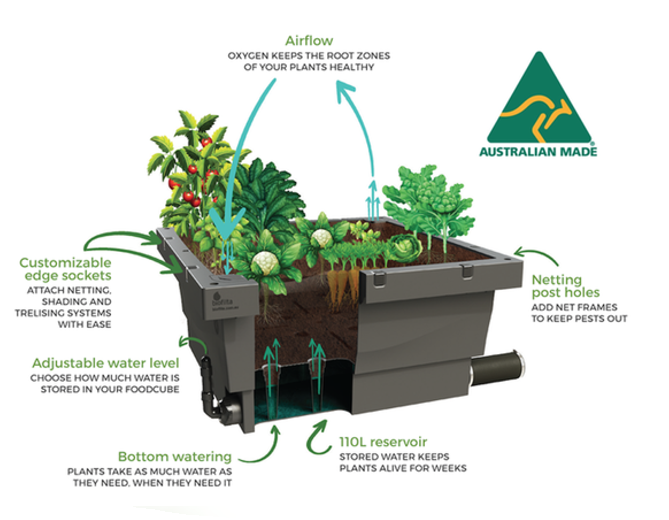 Airflow
OXYGEN KEEPS THE ROOT ZONES
OF YOUR PLANTS HEALTHY
AUSTRALIAN MADE
Customizable
edge sockets
ATTACH NETTING,
SHADING AND
TRELISING SYSTEMS
WITH EASE
Netting
post holes
ADD NET FRAMES
TO KEEP PESTS OUT
Adjustable water level
CHOOSE HOW MUCH WATER IS
STORED IN YOUR FOODCUBE
Bottom watering
PLANTS TAKE AS MUCH WATER AS
THEY NEED, WHEN THEY NEED IT
110L reservoir
STORED WATER KEEPS
PLANTS ALIVE FOR WEEKS